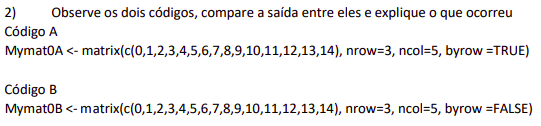 2) Observe os dois códigos, compare a saída entre eles e explique o que ocorreu
Código A
Mymat0A <- matrix(c(0,1,2,3,4,5,6,7,8,9,10,11,12,13,14), nrow=3, ncol=5, byrow =TRUE)
Código B
Mymat0B <- matrix(c(0,1,2,3,4,5,6,7,8,9,10,11,12,13,14), nrow=3, ncol=5, byrow =FALSE)